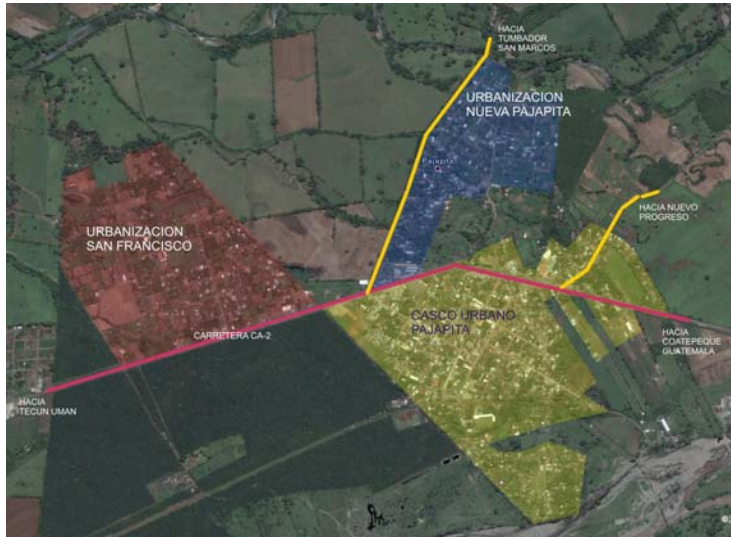 HACIA
TUMBADOR
SAN MARCOS
URBANIZACION
NUEVA PAJAPITA
Pajapita
HACIA NUEVO
PROGRESO
URBANIZACION
SAN FRANCISCO
CASCO URBANO
PAJAPITA
CARRETERA CA-2
HACIA
COATEPEQUE
GUATEMALA
HACIA
TECUN UMAN